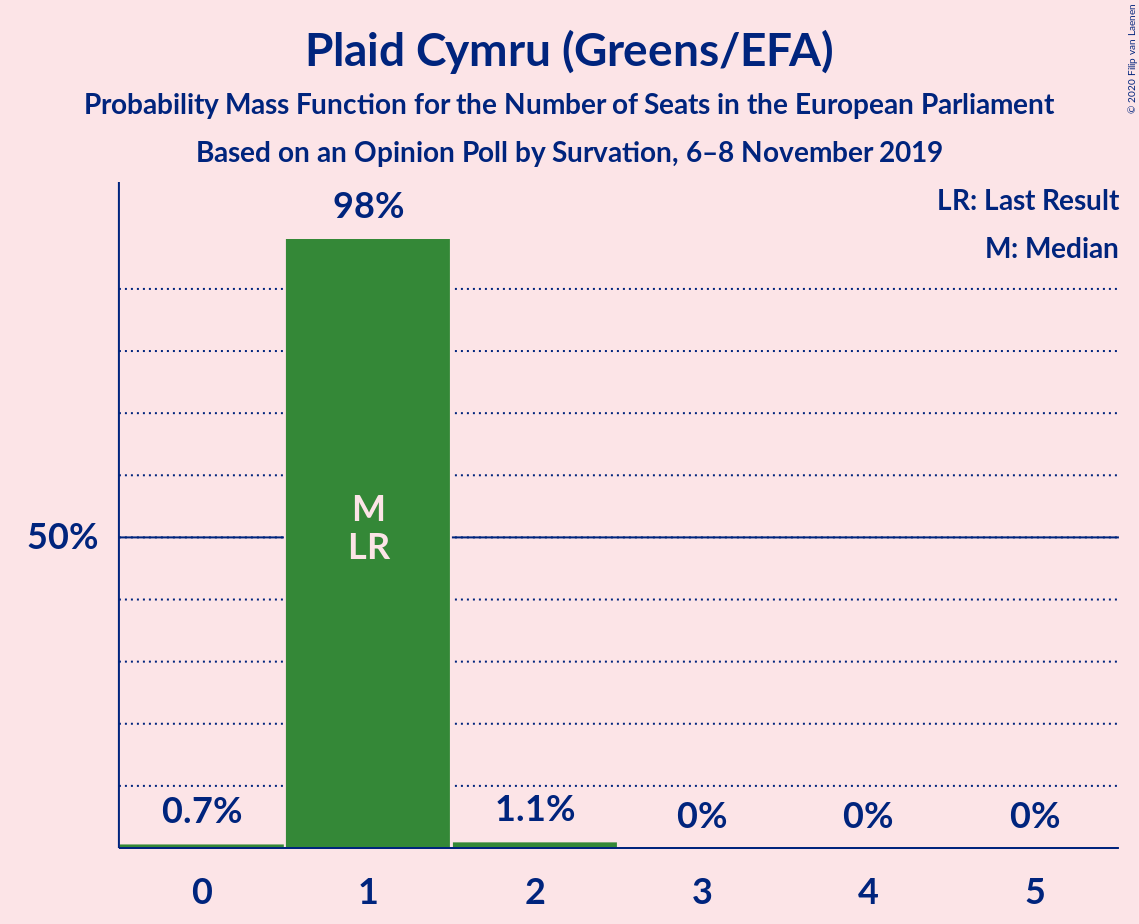 Plaid Cymru (Greens/EFA)
Probability Mass Function for the Number of Seats in the European Parliament
Based on an Opinion Poll by Survation, 6–8 November 2019
© 2020 Filip van Laenen
LR: Last Result
M: Median
98%
M
LR
50%
0.7%
1.1%
0%
0%
0%
0
1
2
3
4
5